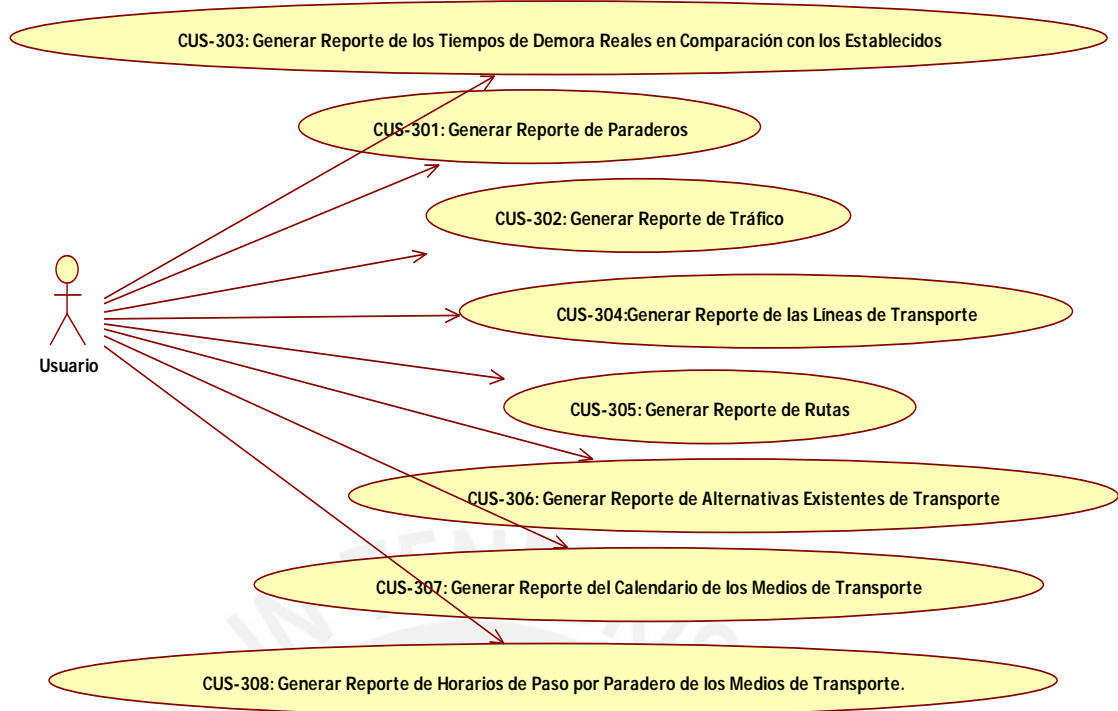 CUS-303: Generar Reporte de los Tiempos de Demora Reales en Comparación con los Establecidos
CUS-301: Generar Reporte de Paraderos
CUS-302: Generar Reporte de Tráfico
CUS-304:Generar Reporte de las Líneas de Transporte
Usuario
CUS-305: Generar Reporte de Rutas
CUS-306: Generar Reporte de Alternativas Existentes de Transporte
CUS-307: Generar Reporte del Calendario de los Medios de Transporte
CUS-308: Generar Reporte de Horarios de Paso por Paradero de los Medios de Transporte.